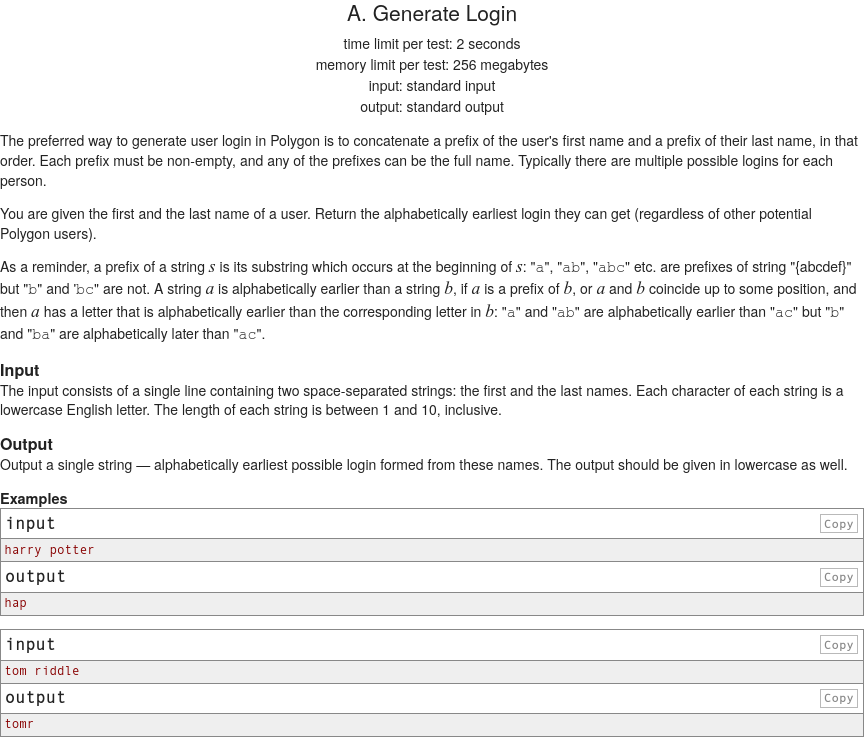 A. Generate Login
time limit per test: 2 seconds
memory limit per test: 256 megabytes
input: standard input
output: standard output
The preferred way to generate user login in Polygon is to concatenate a prefix of the user's first name and a prefix of their last name, in that
order. Each prefix must be non-empty, and any of the prefixes can be the full name. Typically there are multiple possible logins for each
person.
You are given the first and the last name of a user. Return the alphabetically earliest login they can get (regardless of other potential
Polygon users).
As a reminder, a prefix of a string s is its substring which occurs at the beginning of s: "a", "ab", "abc" etc. are prefixes of string "{abcdef}"
but "b" and 'bc" are not. A string a is alphabetically earlier than a string b, if a is a prefix of b, or a and b coincide up to some position, and
then a has a letter that is alphabetically earlier than the corresponding letter in b: "a" and "ab" are alphabetically earlier than "ac" but "b"
and "ba" are alphabetically later than "ac".
Input
The input consists of a single line containing two space-separated strings: the first and the last names. Each character of each string is a
lowercase English letter. The length of each string is between 1 and 10, inclusive.
Output
Output a single string — alphabetically earliest possible login formed from these names. The output should be given in lowercase as well.
Examples
input Copy
harry potter
output Copy
hap
input Copy
tom riddle
output Copy
tomr